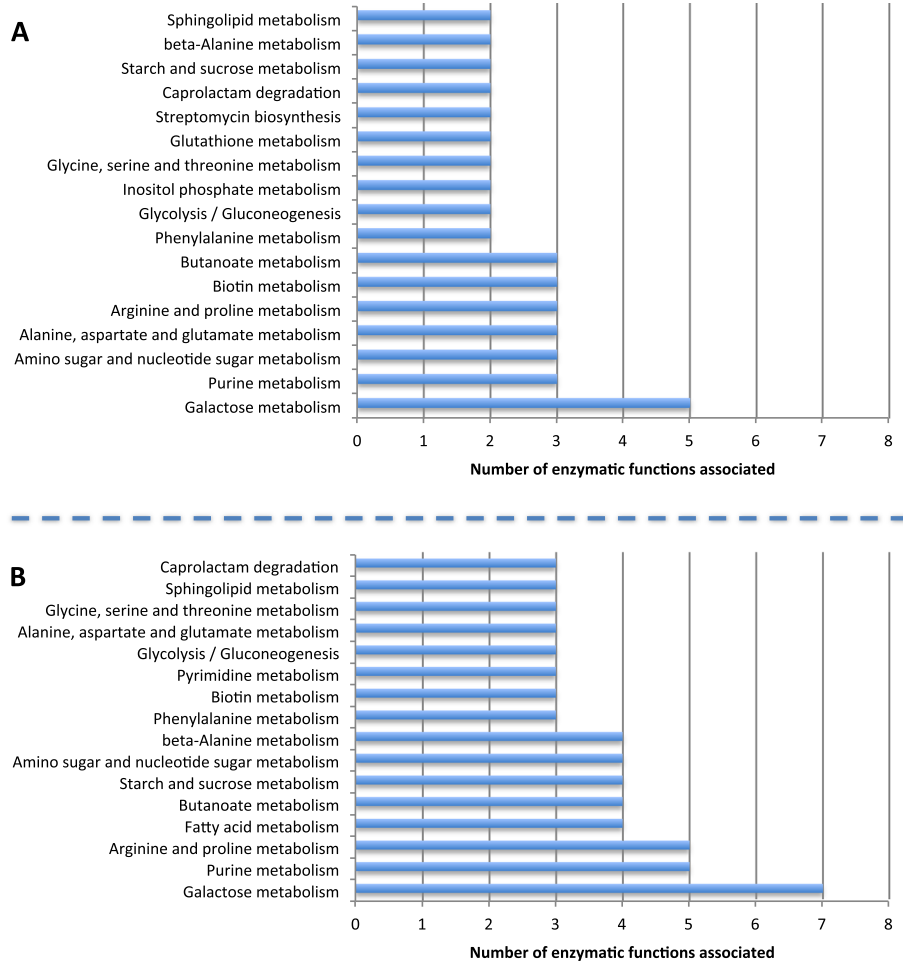 A
Sphingolipid metabolism
beta-Alanine metabolism
Starch and sucrose metabolism
Caprolactam degradation
Streptomycin biosynthesis
Glutathione metabolism
Glycine, serine and threonine metabolism
Inositol phosphate metabolism
Glycolysis / Gluconeogenesis
Phenylalanine metabolism
Butanoate metabolism
Biotin metabolism
Arginine and proline metabolism
Alanine, aspartate and glutamate metabolism
Amino sugar and nucleotide sugar metabolism
Purine metabolism
Galactose metabolism
0 1 2 3 4 5 6 7 8
Number of enzymatic functions associated
B
Caprolactam degradation
Sphingolipid metabolism
Glycine, serine and threonine metabolism
Alanine, aspartate and glutamate metabolism
Glycolysis / Gluconeogenesis
Pyrimidine metabolism
Biotin metabolism
Phenylalanine metabolism
beta-Alanine metabolism
Amino sugar and nucleotide sugar metabolism
Starch and sucrose metabolism
Butanoate metabolism
Fatty acid metabolism
Arginine and proline metabolism
Purine metabolism
Galactose metabolism
0 1 2 3 4 5 6 7 8
Number of enzymatic functions associated